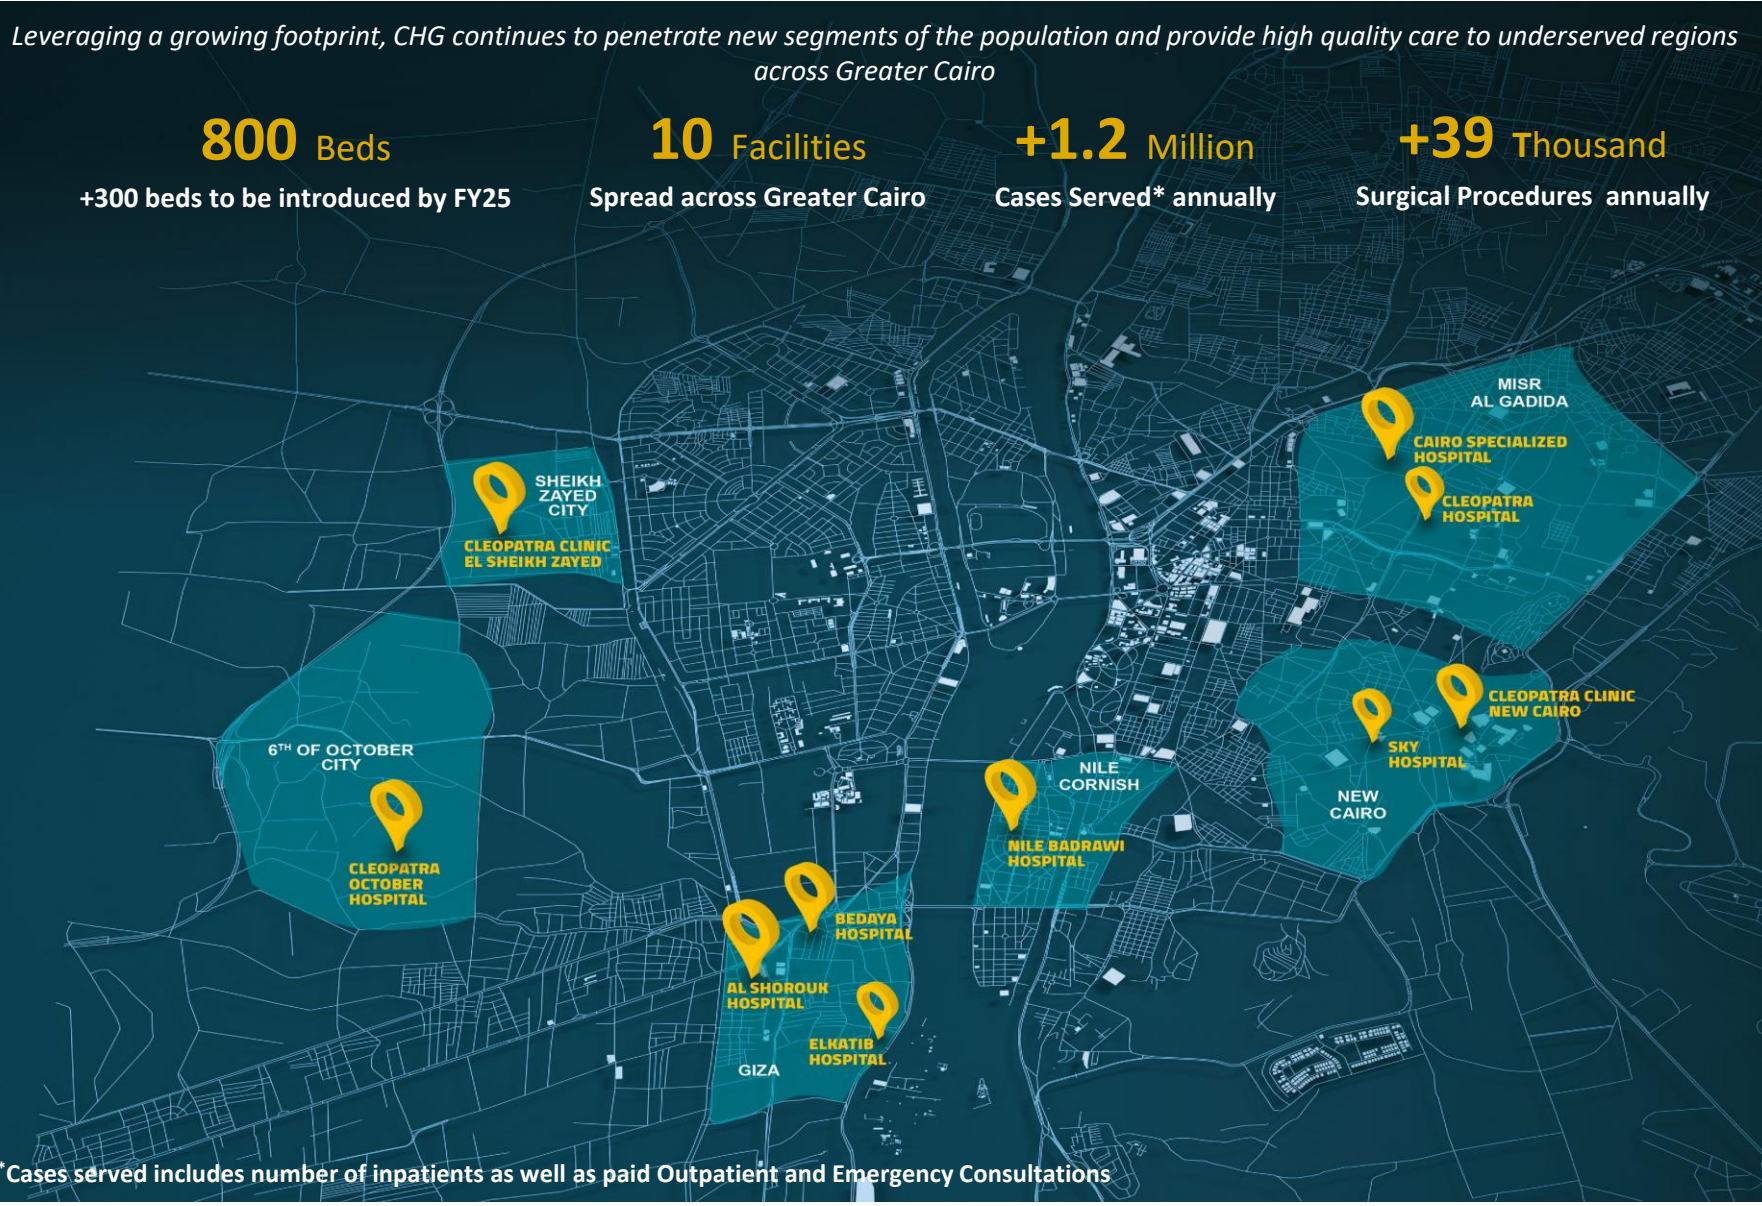 Leveraging a growing footprint, CHG continues to penetrate new segments of the population and provide high quality care to underserved regions
across Greater Cairo
800 Beds
+300 beds to be introduced by FY25
10 Facilities
Spread across Greater Cairo
+1.2 Million
Cases Served* annually
+39 Thousand
Surgical Procedures annually
MISR
AL GADIDA
CAIRO SPECIALIZED
HOSPITAL
CLEOPATRA
HOSPITAL
SHEIKH
ZAYED
CITY
CLEOPATRA CLINIC
EL SHEIKH ZAYED
6TH OF OCTOBER
CITY
CLEOPATRA
OCTOBER
HOSPITAL
CLEOPATRA CLINIC
NEW CAIRO
SKY
HOSPITAL
NEW
CAIRO
NILE
CORNISH
NILE BADRAWI
HOSPITAL
BEDAYA
HOSPITAL
AL SHOROUK
HOSPITAL
ELKATIB
HOSPITAL
GIZA
*Cases served includes number of inpatients as well as paid Outpatient and Emergency Consultations